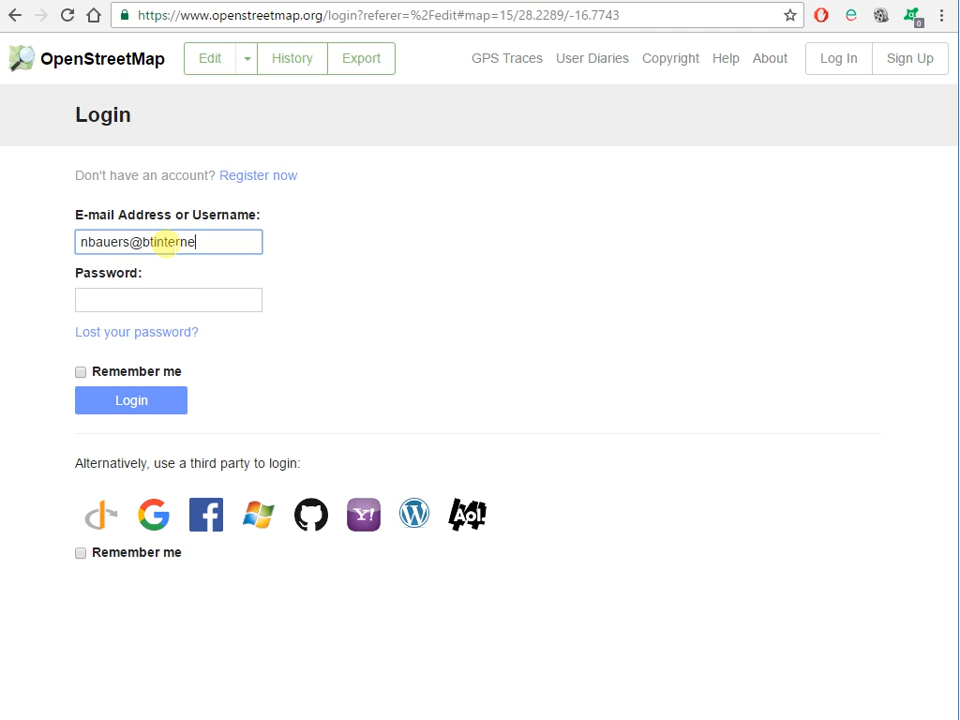 https://www.openstreetmap.org/login?referer=%2Fedit#map=15/28.2289/-16.7743
6
OpenStreetMap Edit History Export GPS Traces User Diaries Copyright Help About Log In Sign Up
Login
Don't have an account? Register now
E-mail Address or Username:
nbauers@btinterne
Password:
Lost your password?
Remember me
Login
Alternatively, use a third party to login:
G f Y! W Aol.
Remember me